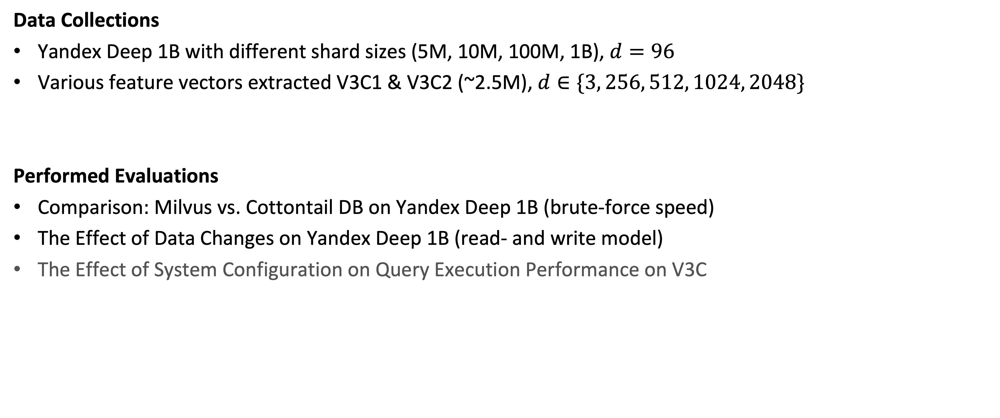 Data Collections
• Yandex Deep 1B with different shard sizes (5M, 10M, 100M, 1B), d = 96
• Various feature vectors extracted V3C1 & V3C2 (~2.5M), d ∈ {3, 256, 512, 1024, 2048}
Performed Evaluations
• Comparison: Milvus vs. Cottontail DB on Yandex Deep 1B (brute-force speed)
• The Effect of Data Changes on Yandex Deep 1B (read- and write model)
• The Effect of System Configuration on Query Execution Performance on V3C